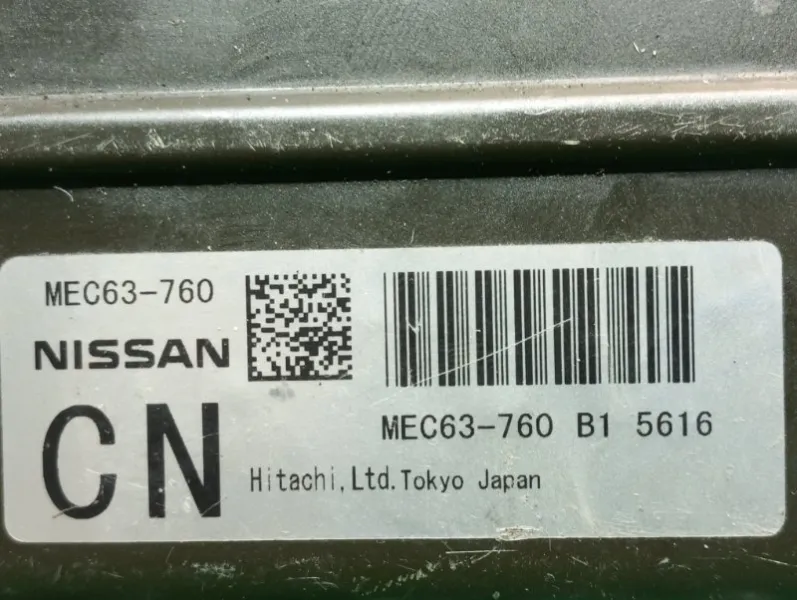 MEC63-760
NISSAN
CN
MEC63-760 B1 5616
Hitachi,Ltd.Tokyo Japan